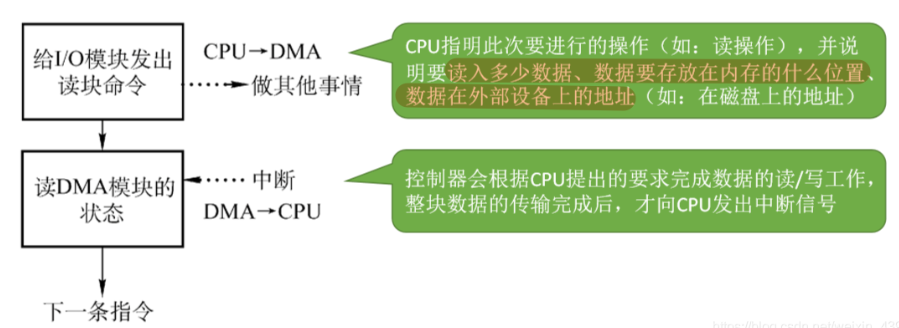 给I/O模块发出
读块命令
CPU→DMA
做其他事情
CPU指明此次要进行的操作（如：读操作），并说
明要读入多少数据、数据要存放在内存的什么位置、
数据在外部设备上的地址（如：在磁盘上的地址）
读DMA模块的
状态
中断
DMA→CPU
控制器会根据CPU提出的要求完成数据的读/写工作，
整块数据的传输完成后，才向CPU发出中断信号
下一条指令